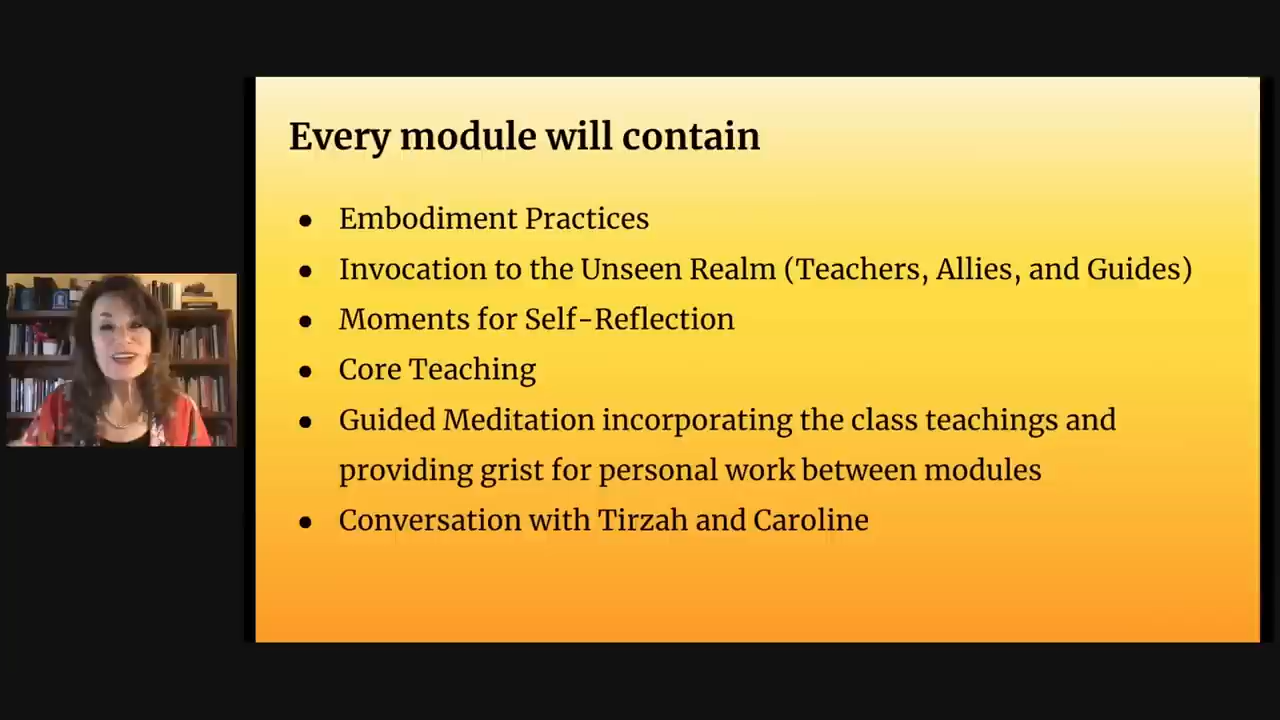 Every module will contain
● Embodiment Practices
● Invocation to the Unseen Realm (Teachers, Allies, and Guides)
● Moments for Self-Reflection
● Core Teaching
● Guided Meditation incorporating the class teachings and
providing grist for personal work between modules
● Conversation with Tirzah and Caroline